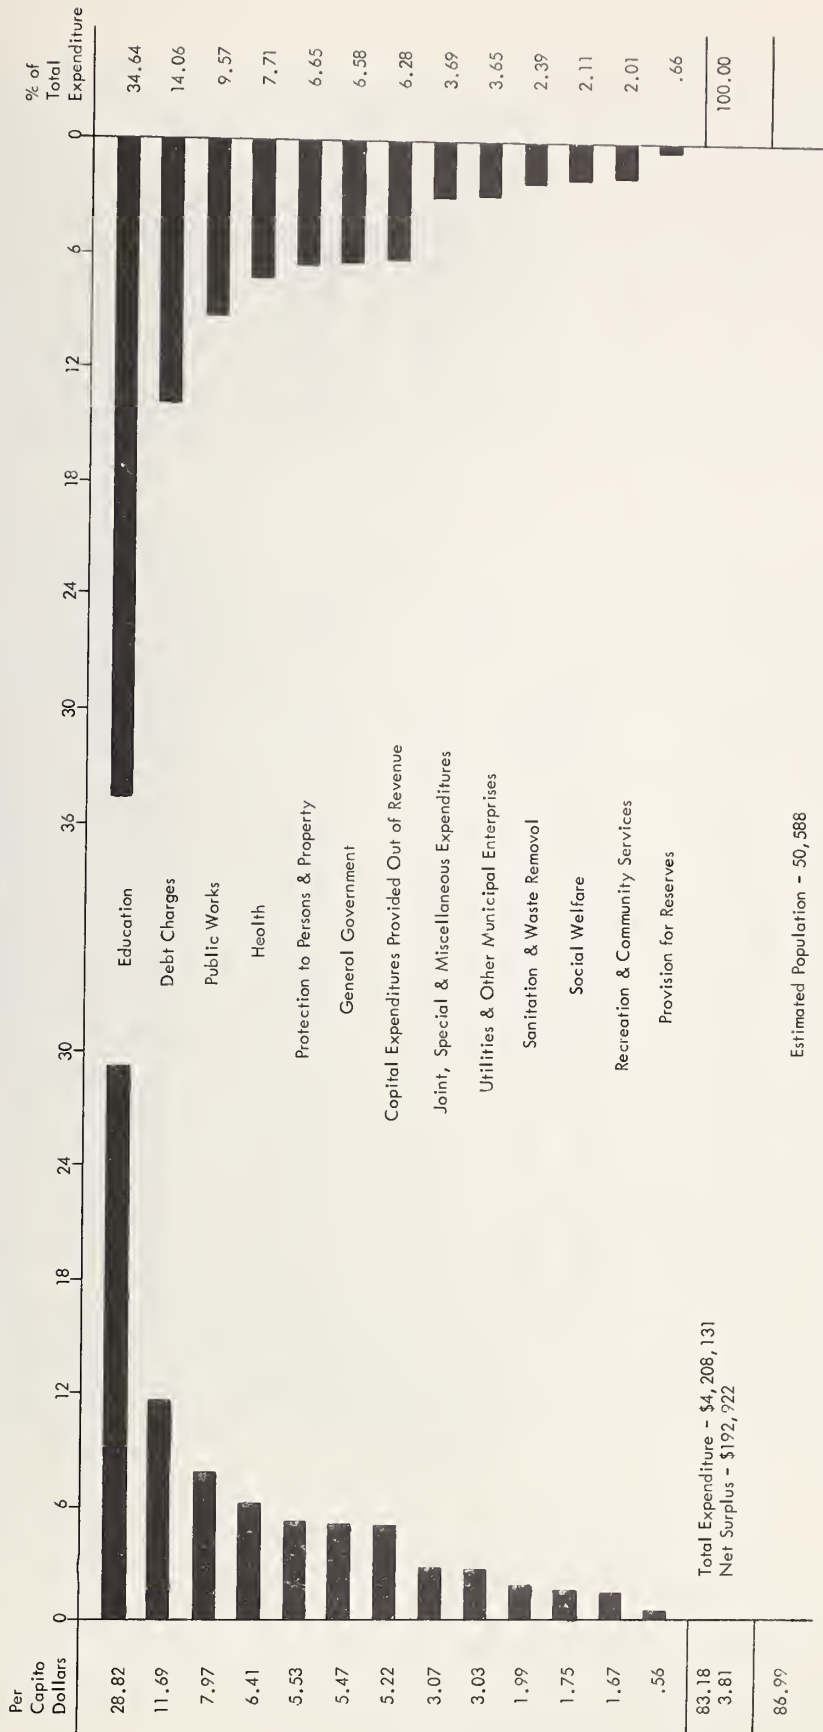 Per
Capito
Dollars
0 6 12 18 24 30 36 30 24 18 12 6 0
% of
Total
Expenditure
28.82 Education 34.64
11.69 Debt Charges 14.06
7.97 Public Works 9.57
6.41 Heolth 7.71
5.53 Protection to Persons & Property 6.65
5.47 General Government 6.58
5.22 Capital Expenditures Provided Out of Revenue 6.28
3.07 Joint, Special & Miscellaneous Expenditures 3.69
3.03 Utilities & Other Municipal Enterprises 3.65
1.99 Sanitation & Waste Removal 2.39
1.75 Social Welfare 2.11
1.67 Recreation & Community Services 2.01
.56 Provision for Reserves .66
83.18 Total Expenditure - $4,208,131 100.00
3.81 Net Surplus - $192,922
86.99 Estimated Population - 50,588